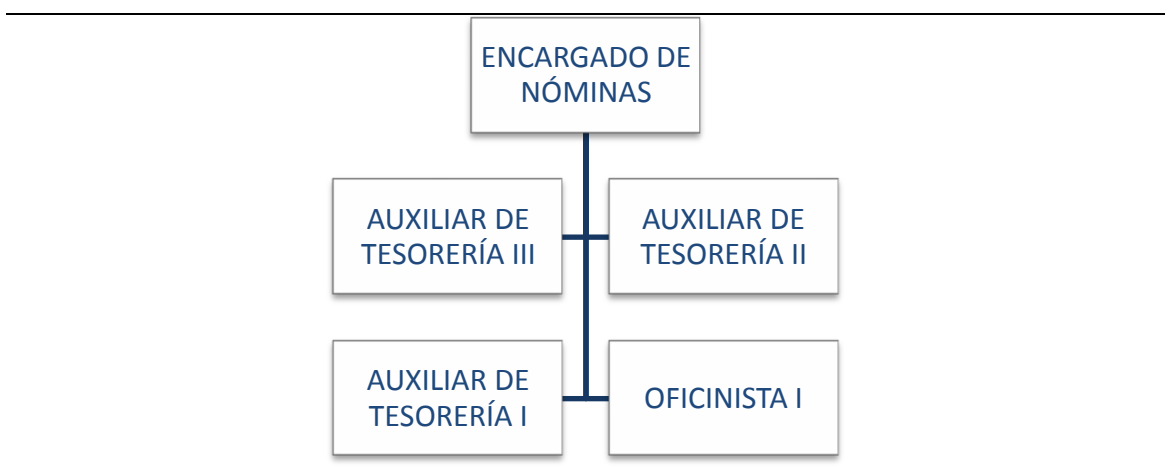 ENCARGADO DE
NÓMINAS
AUXILIAR DE
TESORERÍA III
AUXILIAR DE
TESORERÍA II
AUXILIAR DE
TESORERÍA I
OFICINISTA I